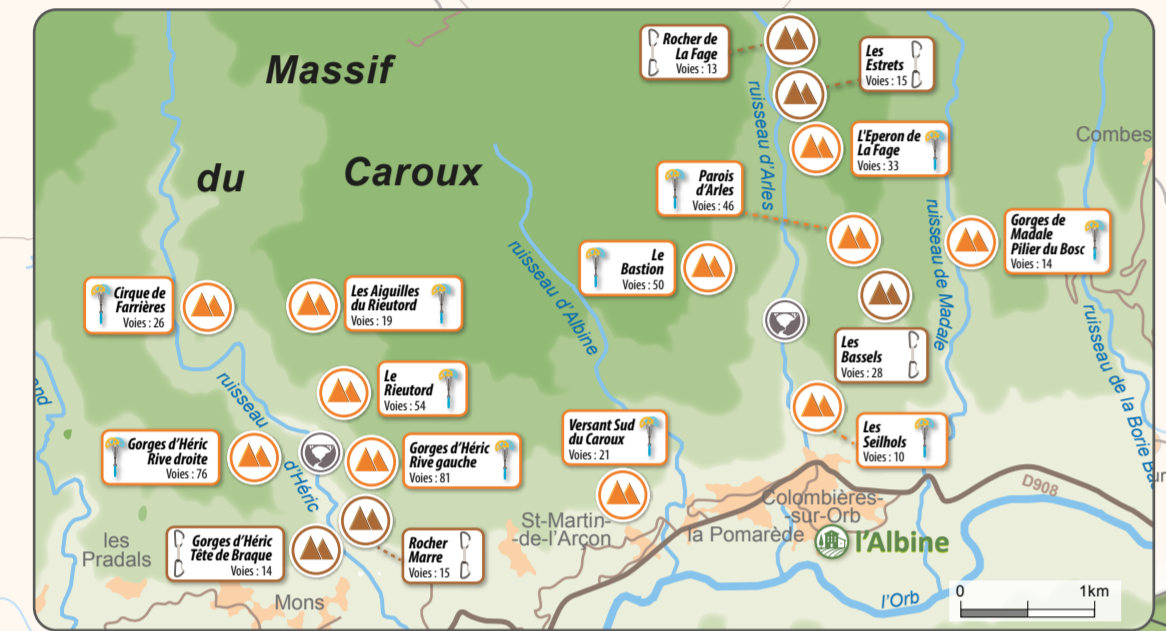 Massif
du
Caroux
Rocher de
La Fage
Voies : 13
Les
Estrets
Voies : 15
L'Eperon de
La Fage
Voies : 33
Combes
Parois
d'Arles
Voies : 46
ruisseau d'Arles
ruisseau de Madale
Gorges de
Madale
Pilier du Bosc
Voies : 14
Le
Bastion
Voies : 50
ruisseau d'Albine
Cirque de
Farrières
Voies : 26
Les Aiguilles
du Rieutord
Voies : 19
Les
Bassels
Voies : 28
ruisseau de la Borie
Le
Rieutord
Voies : 54
ruisseau
d'Héric
Versant Sud
du Caroux
Voies : 21
Les
Seilhols
Voies : 10
Gorges d'Héric
Rive droite
Voies : 76
Gorges d'Héric
Rive gauche
Voies : 81
D908
Colombières-
-sur-Orb
St-Martin-
-de-l'Arçon
la Pomarède
l'Albine
les
Pradals
Gorges d'Héric
Tête de Braque
Voies : 14
Rocher
Marre
Voies : 15
Mons
l'Orb
0 1km